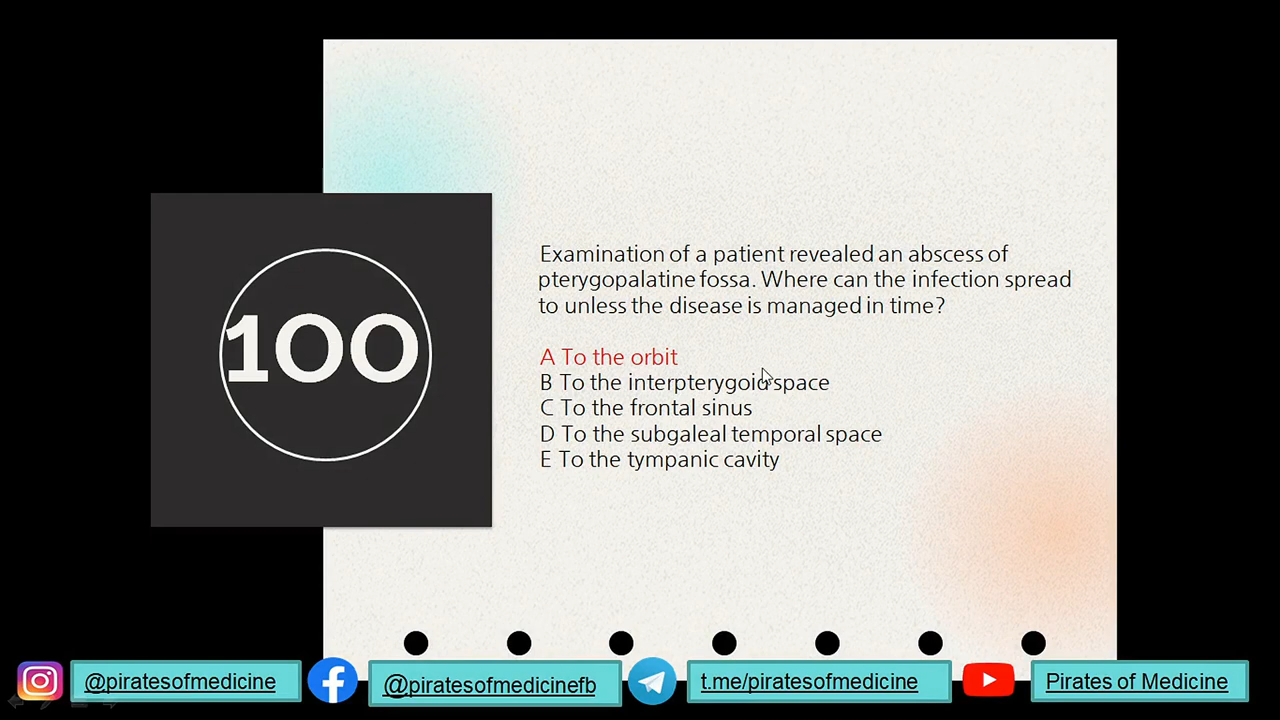 100
Examination of a patient revealed an abscess of
pterygopalatine fossa. Where can the infection spread
to unless the disease is managed in time?
A To the orbit
B To the interpterygoid space
C To the frontal sinus
D To the subgaleal temporal space
E To the tympanic cavity
@piratesofmedicine
@piratesofmedicinefb
t.me/piratesofmedicine
Pirates of Medicine